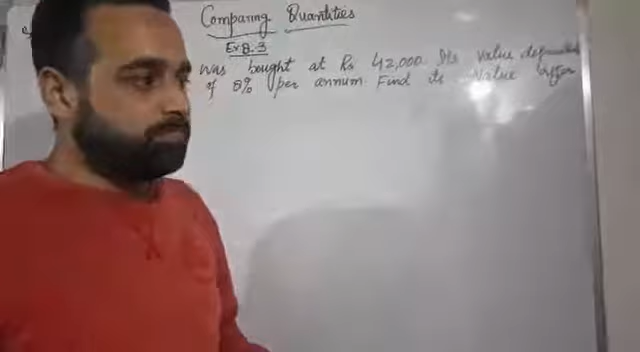 Comparing Quantities
Ex 8.3
was bought at Rs 42,000. Its value
of 8% per annum. Find its value after